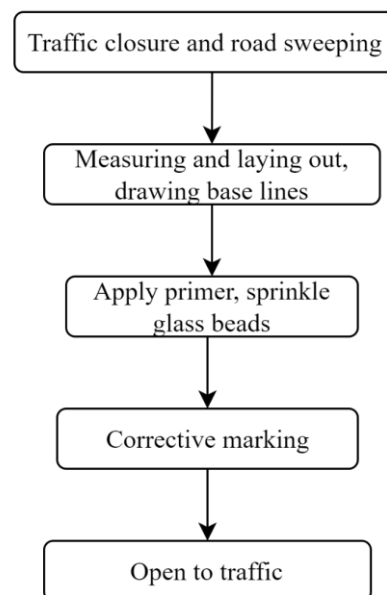 Traffic closure and road sweeping
Measuring and laying out,
drawing base lines
Apply primer, sprinkle
glass beads
Corrective marking
Open to traffic